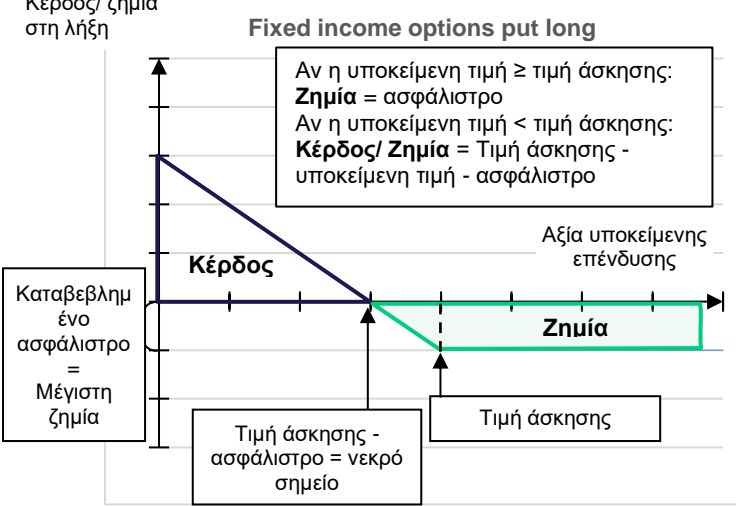 Κέρδος/ ζημία
στη λήξη
Fixed income options put long
Αν η υποκείμενη τιμή ≥ τιμή άσκησης:
Ζημία = ασφάλιστρο
Αν η υποκείμενη τιμή < τιμή άσκησης:
Κέρδος/ Ζημία = Τιμή άσκησης -
υποκείμενη τιμή - ασφάλιστρο
Αξία υποκείμενης
επένδυσης
Κέρδος
Καταβεβλημ
ένο
ασφάλιστρο
=
Μέγιστη
ζημία
Ζημία
Τιμή άσκησης
Τιμή άσκησης -
ασφάλιστρο = νεκρό
σημείο